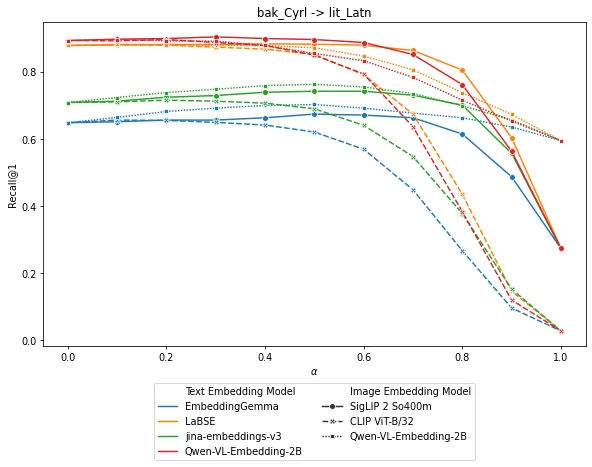 bak_Cyrl -> lit_Latn
Recall@1
0.8
0.6
0.4
0.2
0.0
0.0 0.2 0.4 0.6 0.8 1.0
α
Text Embedding Model
EmbeddingGemma
LaBSE
jina-embeddings-v3
Qwen-VL-Embedding-2B
Image Embedding Model
SigLIP 2 So400m
CLIP ViT-B/32
Qwen-VL-Embedding-2B